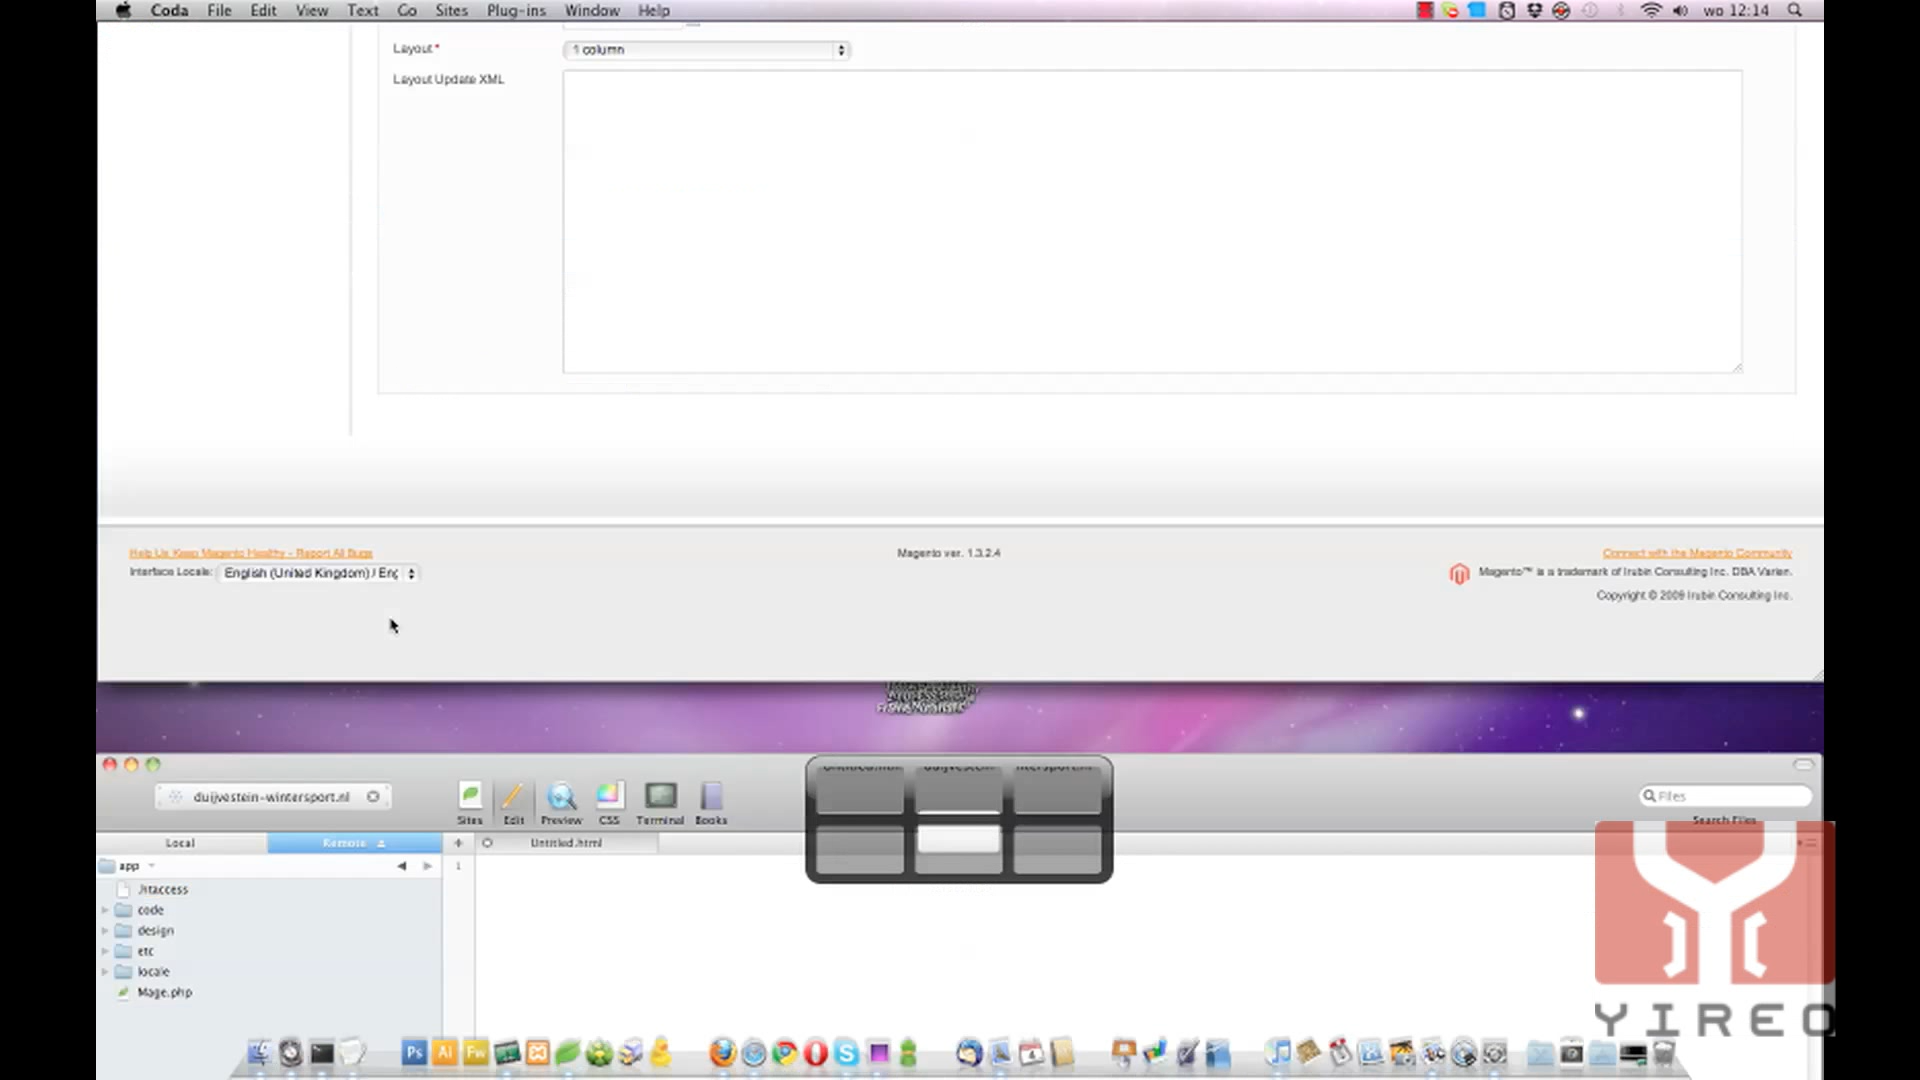 Coda File Edit View Text Go Sites Plug-ins Window Help wo 12:14
Layout* 1 column
Layout Update XML
Help Us Keep Magento Healthy - Report All Bugs Magento ver. 1.3.2.4 Connect with the Magento Community
Interface Locale: English (United Kingdom) / Eng Magento™ is a trademark of Irubin Consulting Inc. DBA Varien.
Copyright © 2009 Irubin Consulting Inc.
duijvestein-wintersport.nl Files
Sites Edit Preview CSS Terminal Books Search Files
Local Remote Untitled.html
app 1
.htaccess
code
design
etc
locale
Mage.php
YIREO
Ps Ai Fw